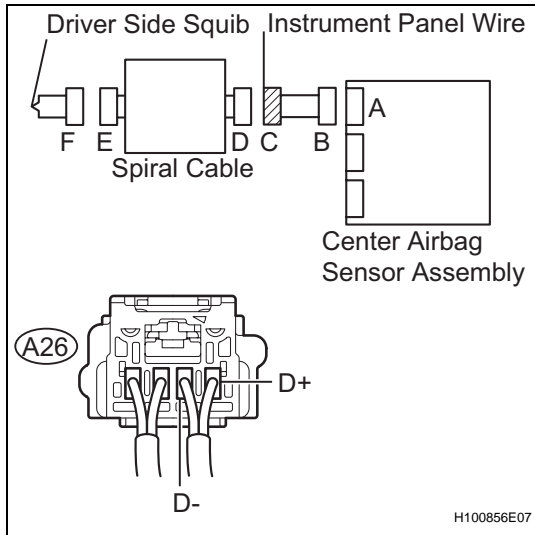 Driver Side Squib
Instrument Panel Wire
F
E
D
C
B
A
Spiral Cable
Center Airbag
Sensor Assembly
A26
D+
D-
H100856E07